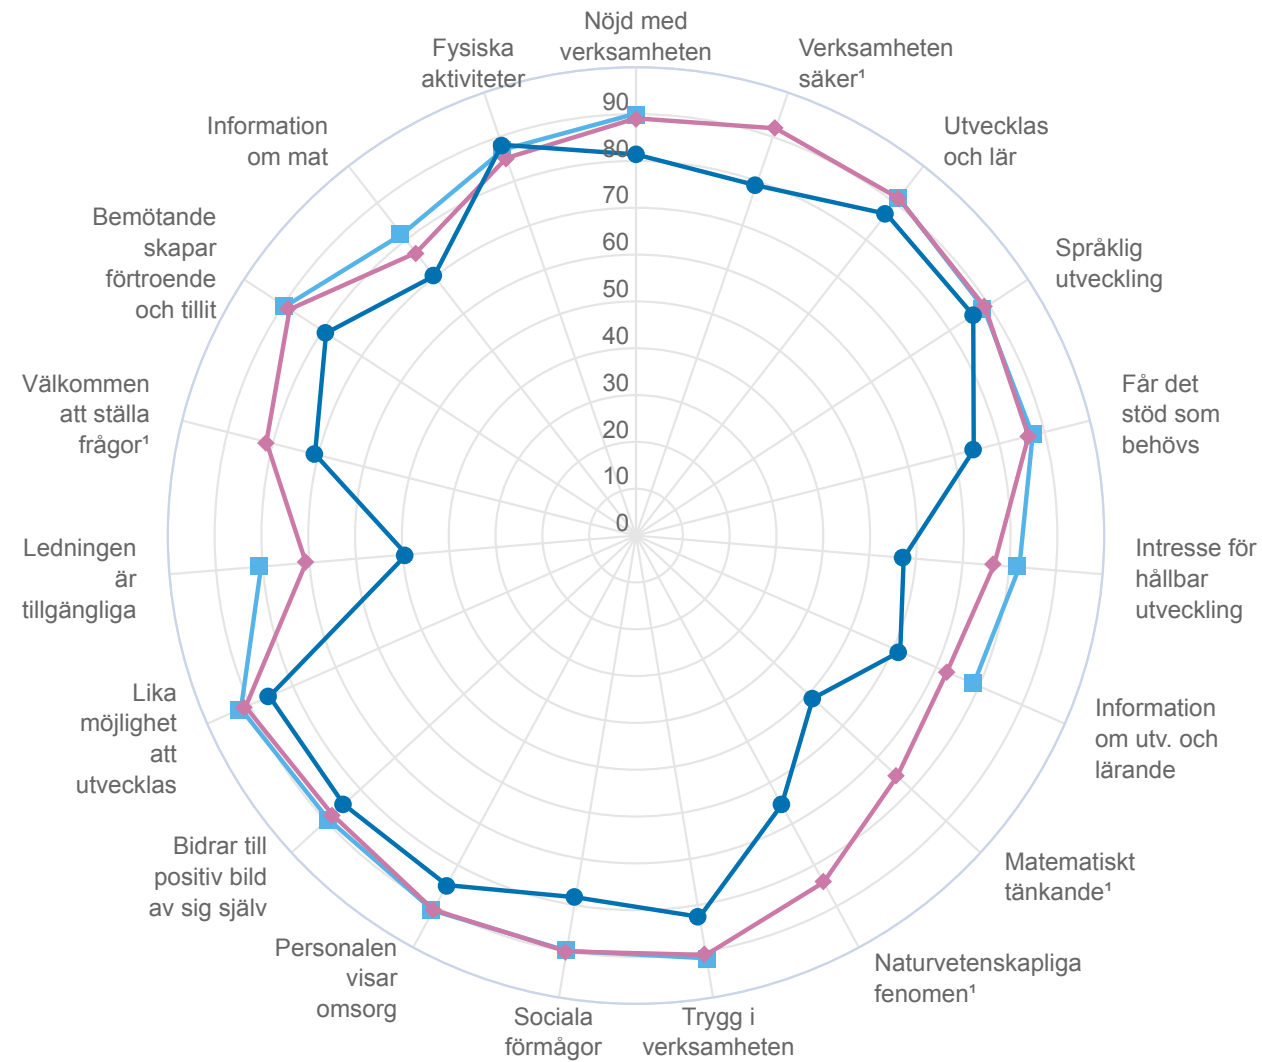 Nöjd med
verksamheten
Verksamheten
säker¹
Utvecklas
och lär
Språklig
utveckling
Får det
stöd som
behövs
Intresse för
hållbar
utveckling
Information
om utv. och
lärande
Matematiskt
tänkande¹
Naturvetenskapliga
fenomen¹
Trygg i
verksamheten
Sociala
förmågor
Personalen
visar
omsorg
Bidrar till
positiv bild
av sig själv
Lika
möjlighet
att
utvecklas
Ledningen
är
tillgängliga
Välkommen
att ställa
frågor¹
Bemötande
skapar
förtroende
och tillit
Information
om mat
Fysiska
aktiviteter
90
80
70
60
50
40
30
20
10
0